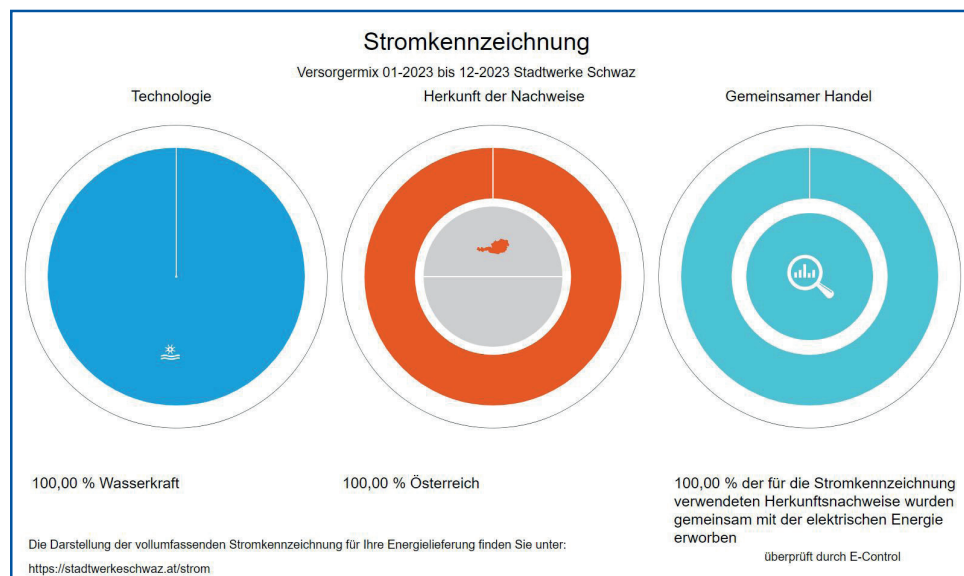 Stromkennzeichnung
Versorgermix 01-2023 bis 12-2023 Stadtwerke Schwaz
Technologie
Herkunft der Nachweise
Gemeinsamer Handel
100,00 % Wasserkraft
100,00 % Österreich
100,00 % der für die Stromkennzeichnung
verwendeten Herkunftsnachweise wurden
gemeinsam mit der elektrischen Energie
erworben
Die Darstellung der vollumfassenden Stromkennzeichnung für Ihre Energielieferung finden Sie unter:
https://stadtwerkeschwaz.at/strom
überprüft durch E-Control